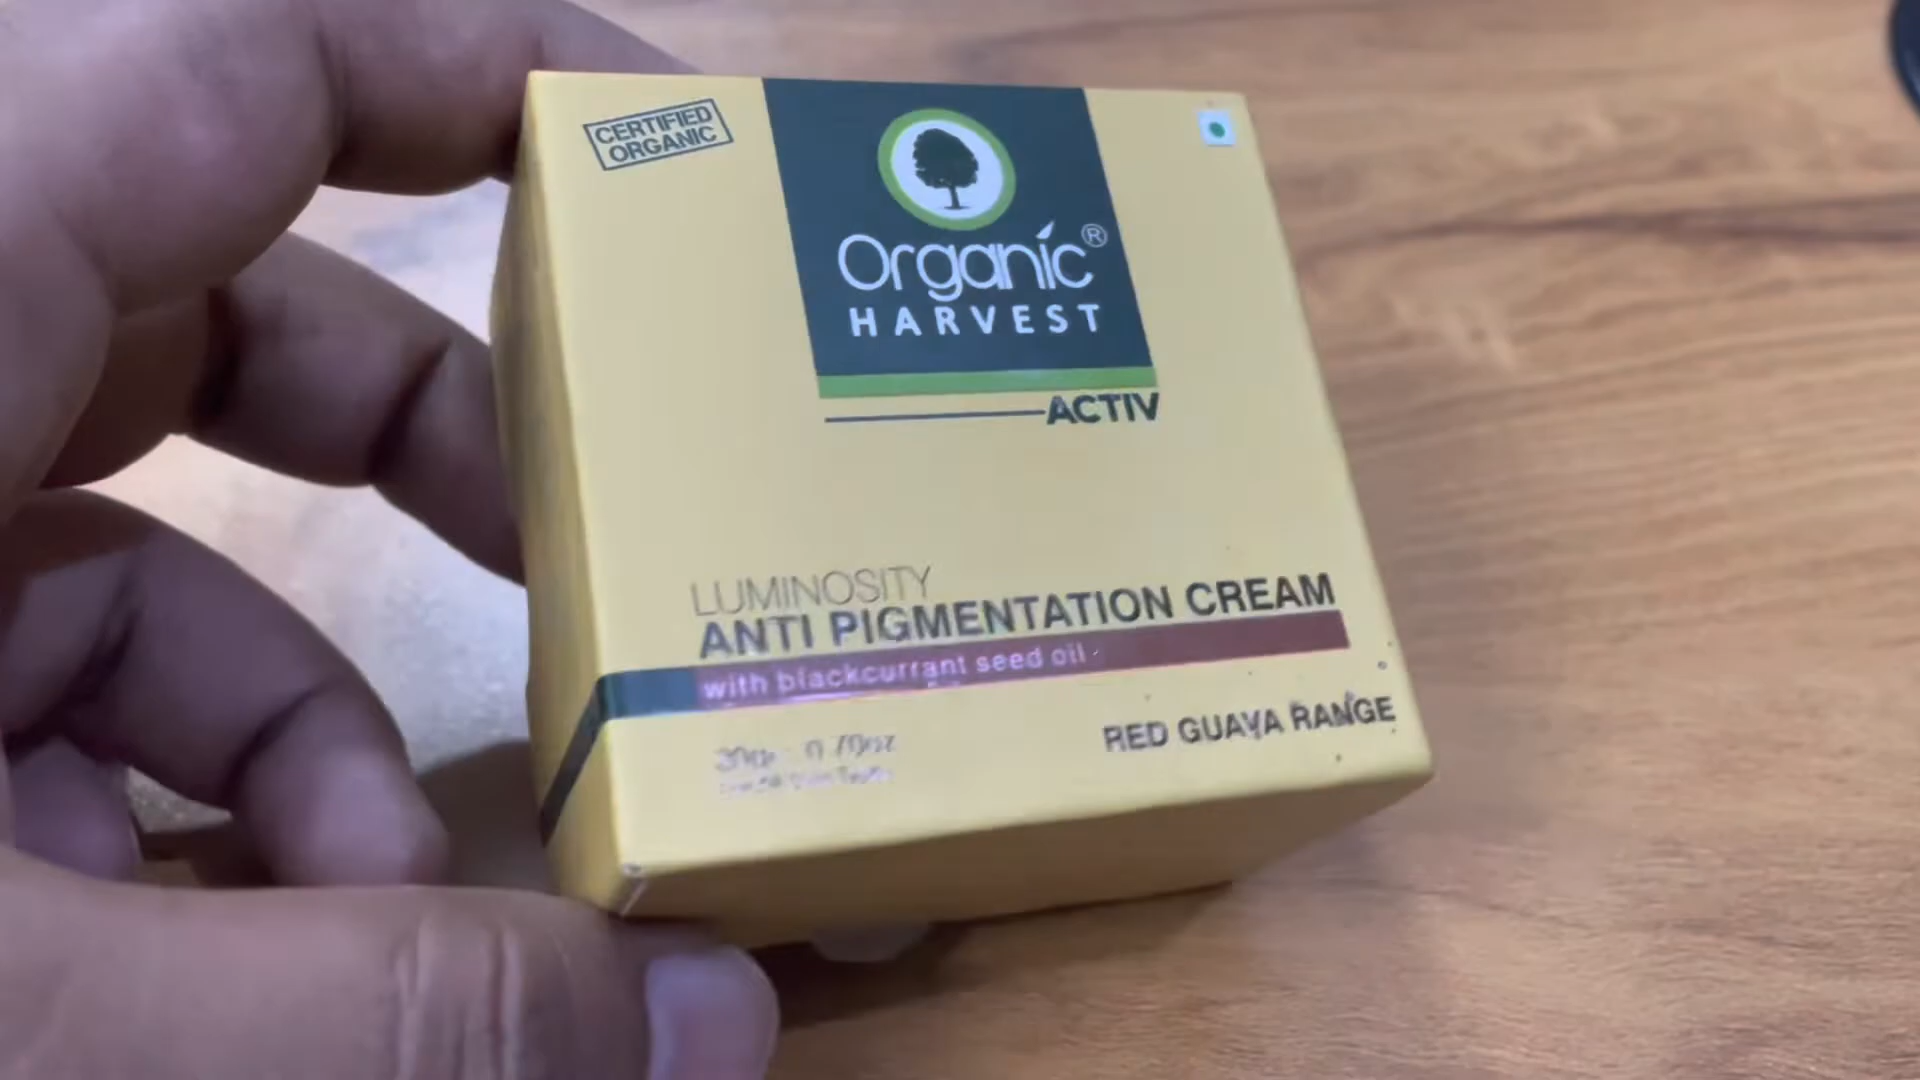 CERTIFIED
ORGANIC
Organic®
HARVEST
ACTIV
LUMINOSITY
ANTI PIGMENTATION CREAM
with blackcurrant seed oil
RED GUAVA RANGE